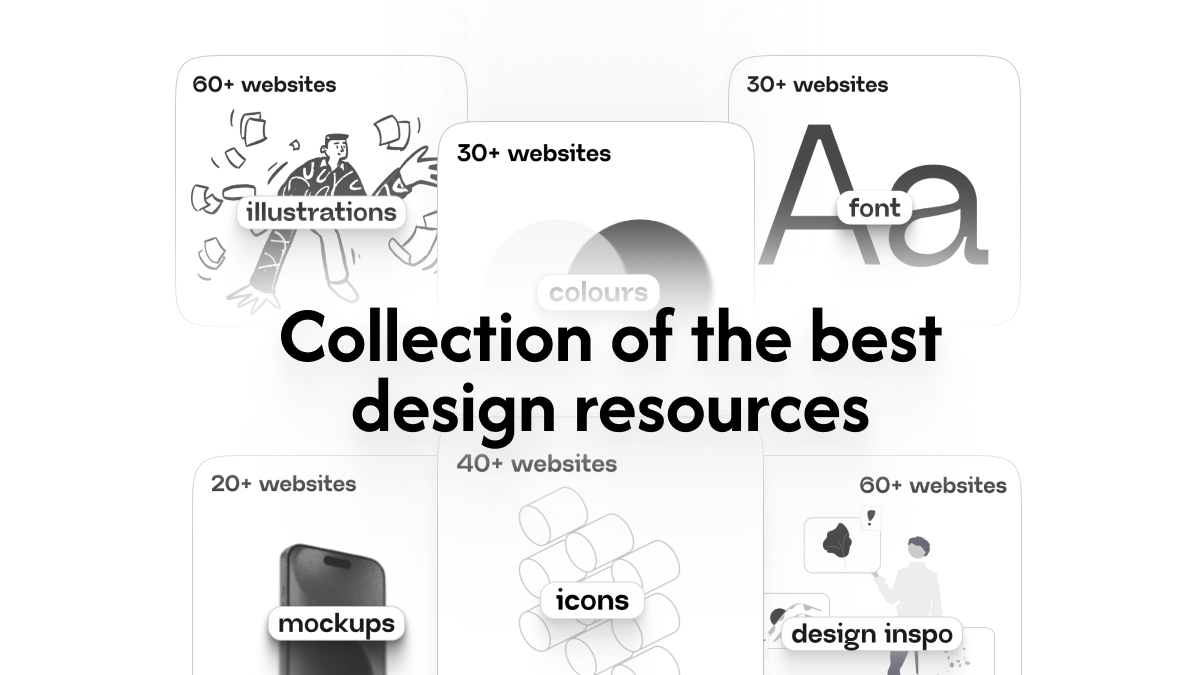 60+ websites
illustrations
30+ websites
colours
30+ websites
Aa
font
Collection of the best
design resources
20+ websites
mockups
40+ websites
icons
60+ websites
!
design inspo